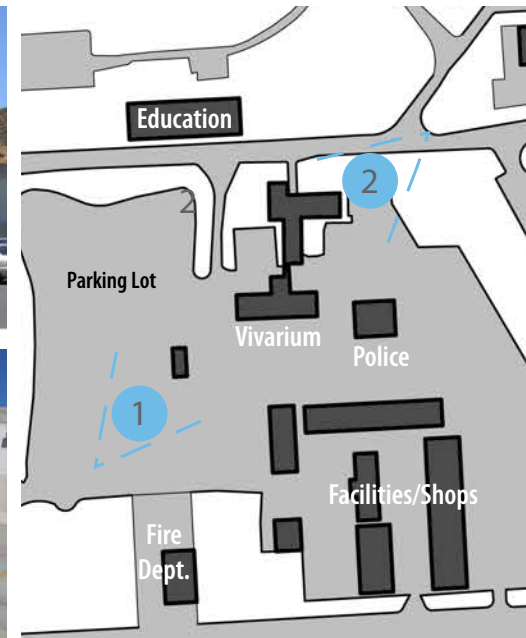 Education
2
2
Parking Lot
Vivarium
Police
1
Facilities/Shops
Fire
Dept.